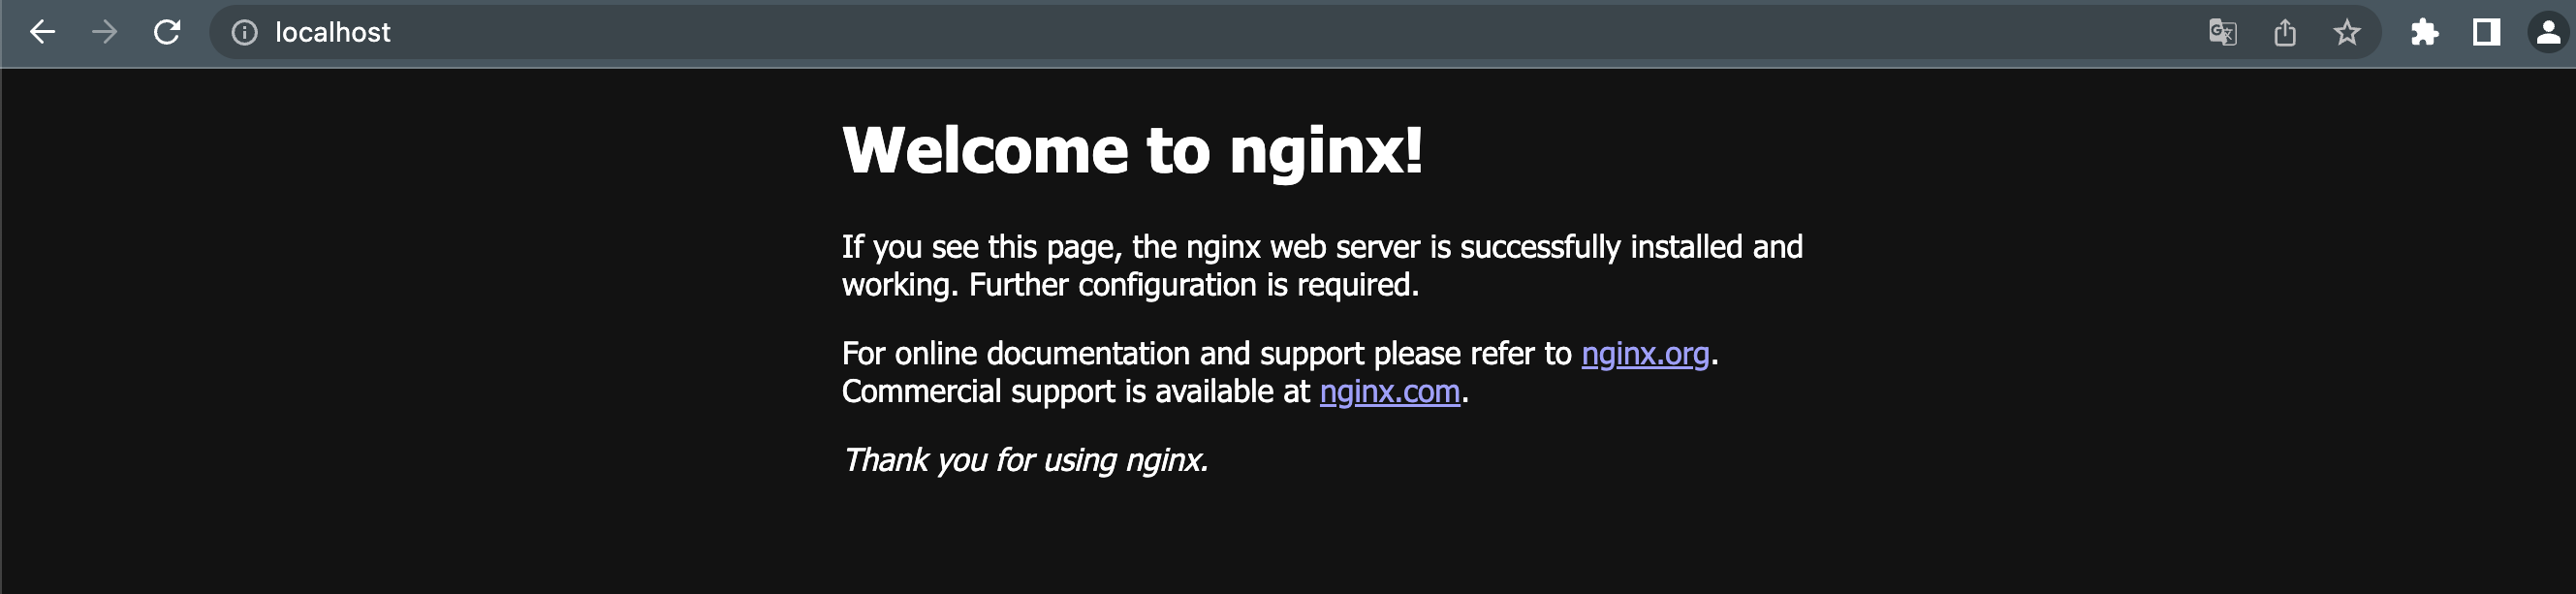 localhost
Welcome to nginx!
If you see this page, the nginx web server is successfully installed and
working. Further configuration is required.
For online documentation and support please refer to nginx.org.
Commercial support is available at nginx.com.
Thank you for using nginx.